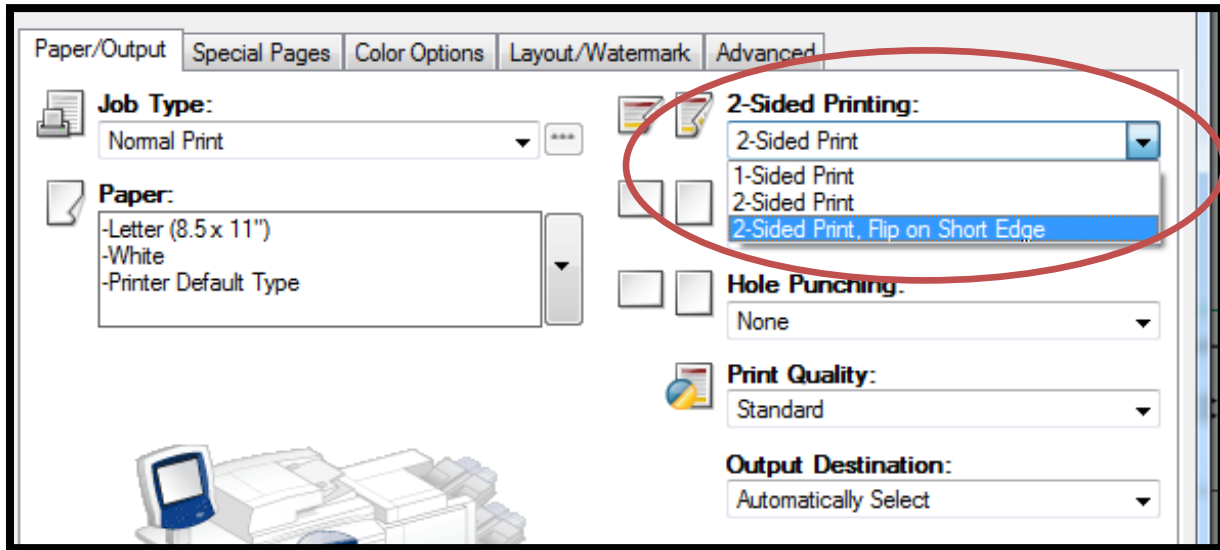 Paper/Output Special Pages Color Options Layout/Watermark Advanced
Job Type:
Normal Print
Paper:
-Letter (8.5 x 11")
-White
-Printer Default Type
2-Sided Printing:
2-Sided Print
1-Sided Print
2-Sided Print
2-Sided Print, Flip on Short Edge
Hole Punching:
None
Print Quality:
Standard
Output Destination:
Automatically Select